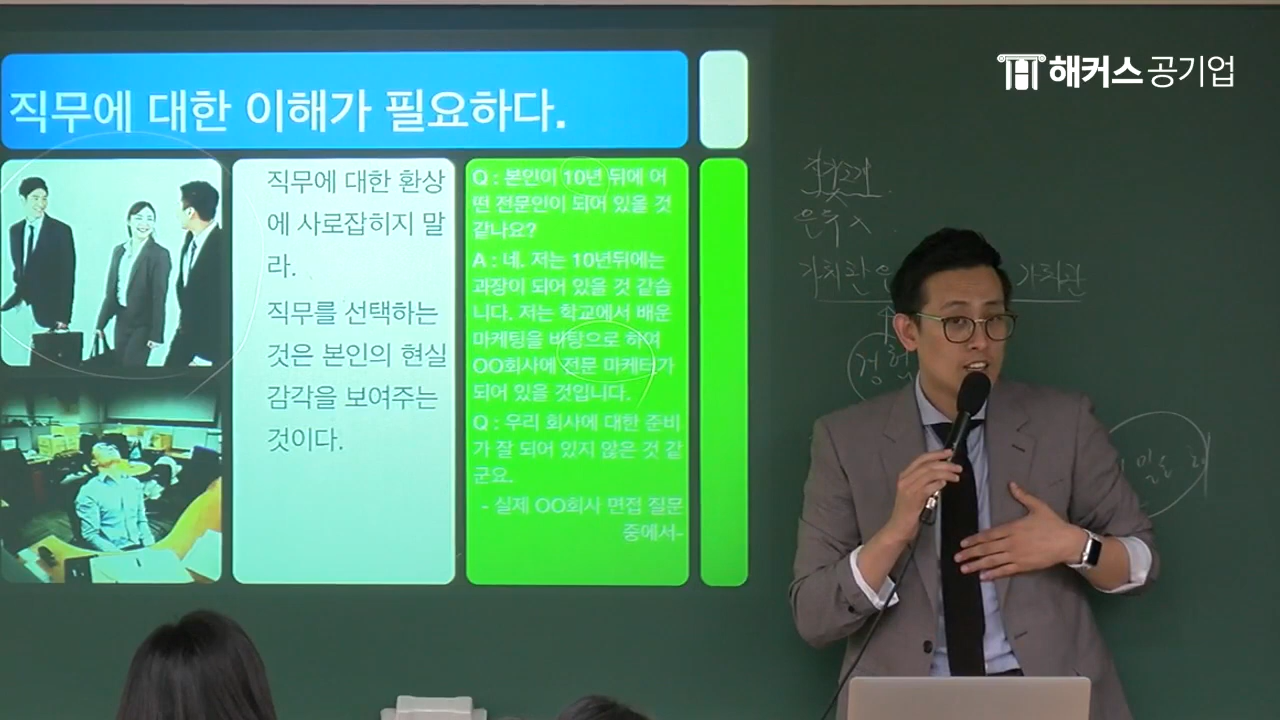 해커스 공기업
직무에 대한 이해가 필요하다.
직무에 대한 환상
에 사로잡히지 말
라.
직무를 선택하는
것은 본인의 현실
감각을 보여주는
것이다.
Q : 본인이 10년 뒤에 어
떤 전문인이 되어 있을 것
같나요?
A : 네. 저는 10년뒤에는
과장이 되어 있을 것 같습
니다. 저는 학교에서 배운
마케팅을 바탕으로 하여
OO회사에 전문 마케터가
되어 있을 것입니다.
Q : 우리 회사에 대한 준비
가 잘 되어 있지 않은 것 같
군요.
- 실제 OO회사 면접 질문
중에서-
가치관
가치관
경험